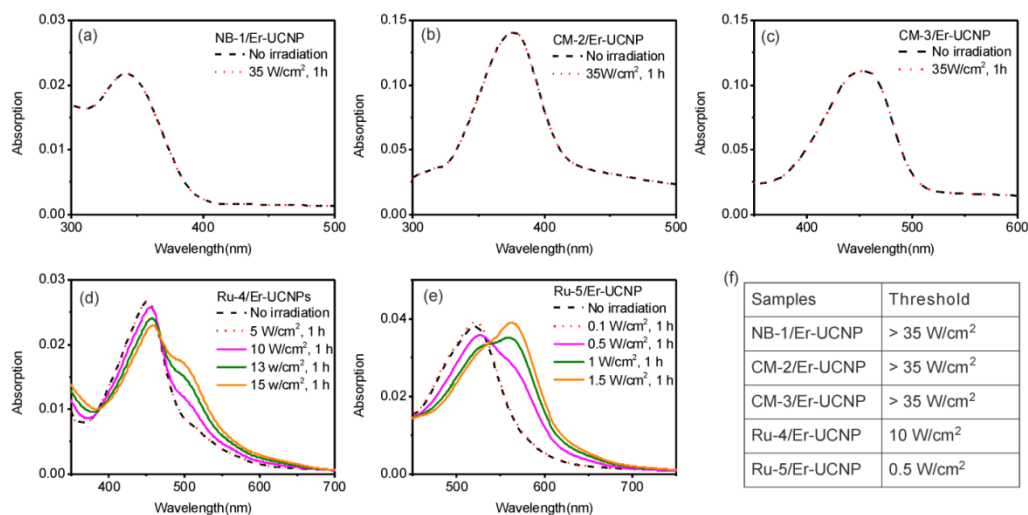 (a)
NB-1/Er-UCNP
No irradiation
35 W/cm², 1h
0.03
0.02
0.01
0.00
Absorption
300
400
500
Wavelength(nm)
(b)
CM-2/Er-UCNP
No irradiation
35W/cm², 1 h
0.15
0.10
0.05
0.00
Absorption
300
400
500
Wavelength(nm)
(c)
CM-3/Er-UCNP
No irradiation
35W/cm², 1h
0.15
0.10
0.05
0.00
Absorption
400
500
600
Wavelength(nm)
(d)
Ru-4/Er-UCNPs
No irradiation
5 W/cm², 1 h
10 W/cm², 1 h
13 w/cm², 1 h
15 w/cm², 1 h
0.03
0.02
0.01
0.00
Absorption
400
500
600
700
Wavelength(nm)
(e)
Ru-5/Er-UCNP
No irradiation
0.1 W/cm², 1 h
0.5 W/cm², 1 h
1 W/cm², 1 h
1.5 W/cm², 1 h
0.04
0.02
0.00
Absorption
500
600
700
Wavelength(nm)
(f)
Samples Threshold
NB-1/Er-UCNP > 35 W/cm²
CM-2/Er-UCNP > 35 W/cm²
CM-3/Er-UCNP > 35 W/cm²
Ru-4/Er-UCNP 10 W/cm²
Ru-5/Er-UCNP 0.5 W/cm²